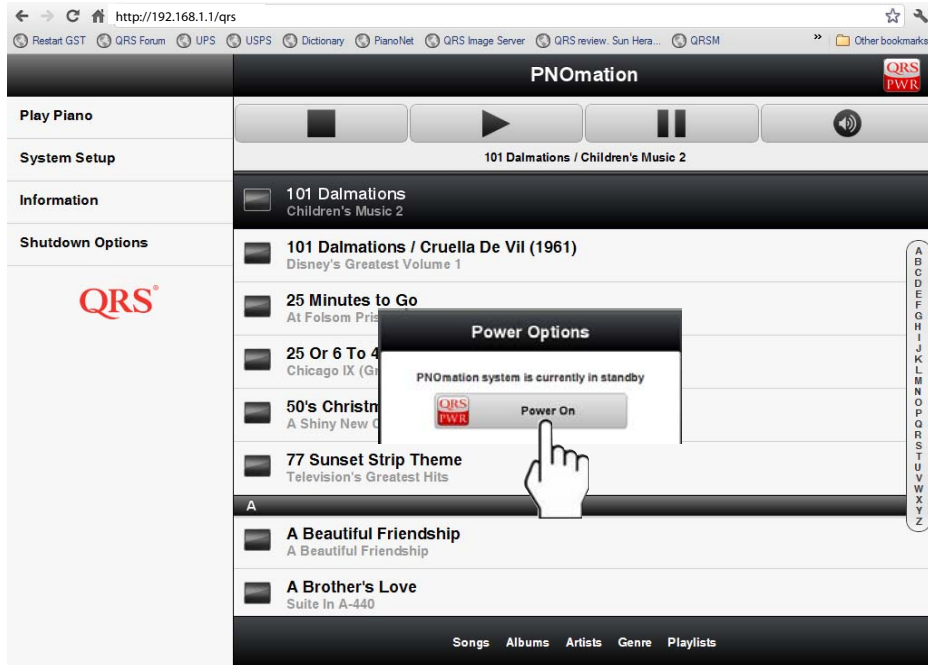 http://192.168.1.1/qrs
Restart GST QRS Forum UPS USPS Dictionary PianoNet QRS Image Server QRS review. Sun Hera... QRSM » Other bookmarks
PNOmation
QRS
PWR
Play Piano
System Setup
Information
Shutdown Options
QRS®
101 Dalmations / Children's Music 2
101 Dalmations
Children's Music 2
101 Dalmations / Cruella De Vil (1961)
Disney's Greatest Volume 1
25 Minutes to Go
At Folsom Pris
25 Or 6 To 4
Chicago IX (Gr
50's Christm
A Shiny New
77 Sunset Strip Theme
Television's Greatest Hits
A
A Beautiful Friendship
A Beautiful Friendship
A Brother's Love
Suite In A-440
Power Options
PNOmation system is currently in standby
QRS
PWR
Power On
A
B
C
D
E
F
G
H
I
J
K
L
M
N
O
P
Q
R
S
T
U
V
W
X
Y
Z
Songs Albums Artists Genre Playlists